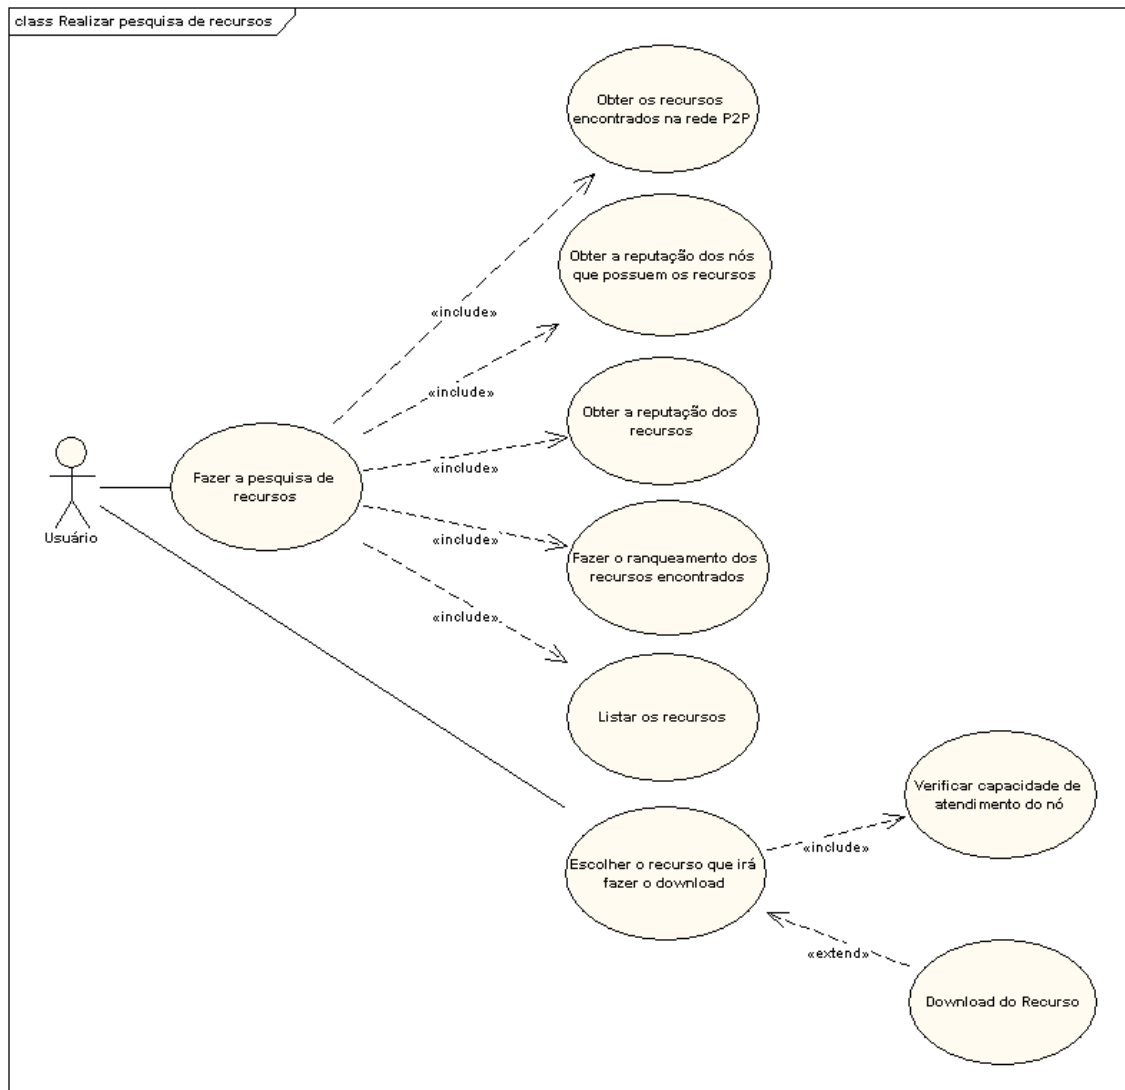 class Realizar pesquisa de recursos
Obter os recursos
encontrados na rede P2P
Obter a reputação dos nós
que possuem os recursos
«include»
«include»
Obter a reputação dos
recursos
«include»
Fazer a pesquisa de
recursos
Usuário
«include»
Fazer o ranqueamento dos
recursos encontrados
«include»
Listar os recursos
Verificar capacidade de
atendimento do nó
«include»
Escolher o recurso que irá
fazer o download
«extend»
Download do Recurso